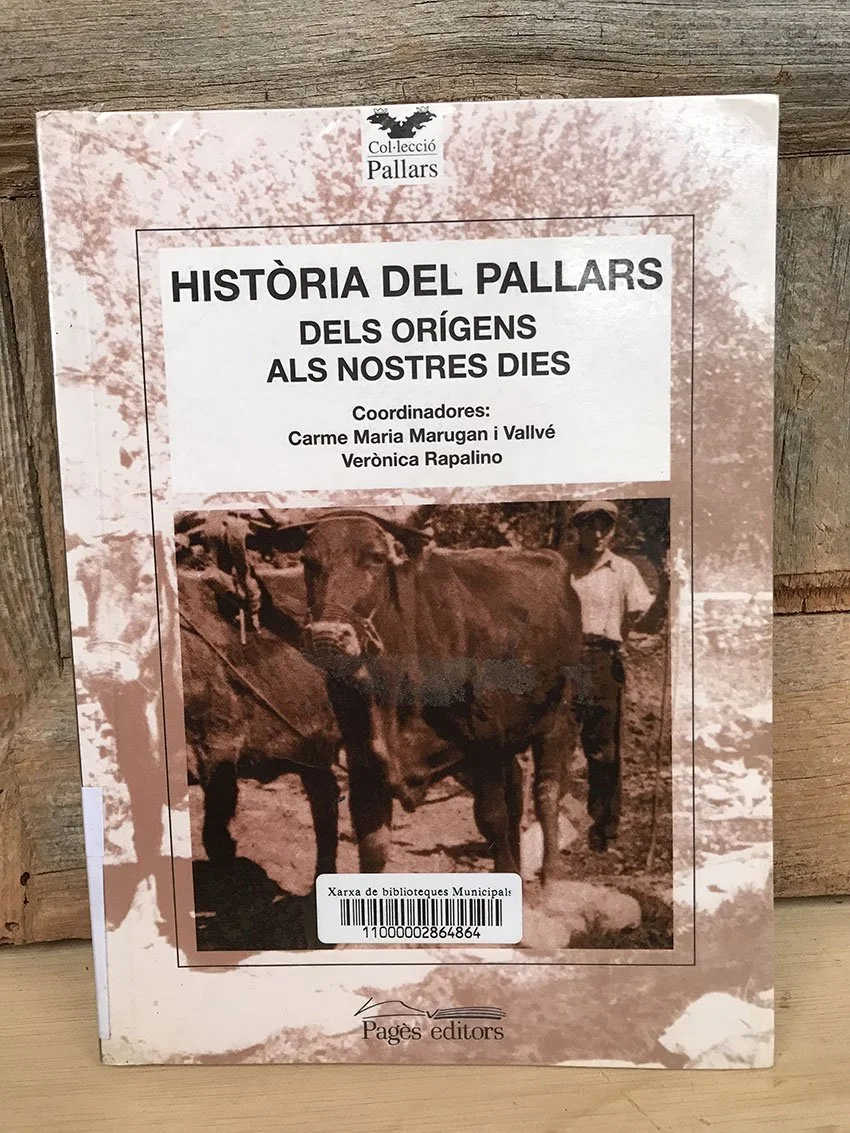 Col·lecció
Pallars
HISTÒRIA DEL PALLARS
DELS ORÍGENS
ALS NOSTRES DIES
Coordinadores:
Carme Maria Marugan i Vallvé
Verònica Rapalino
Xarxa de biblioteques Municipals
11000002864864
Pagès editors